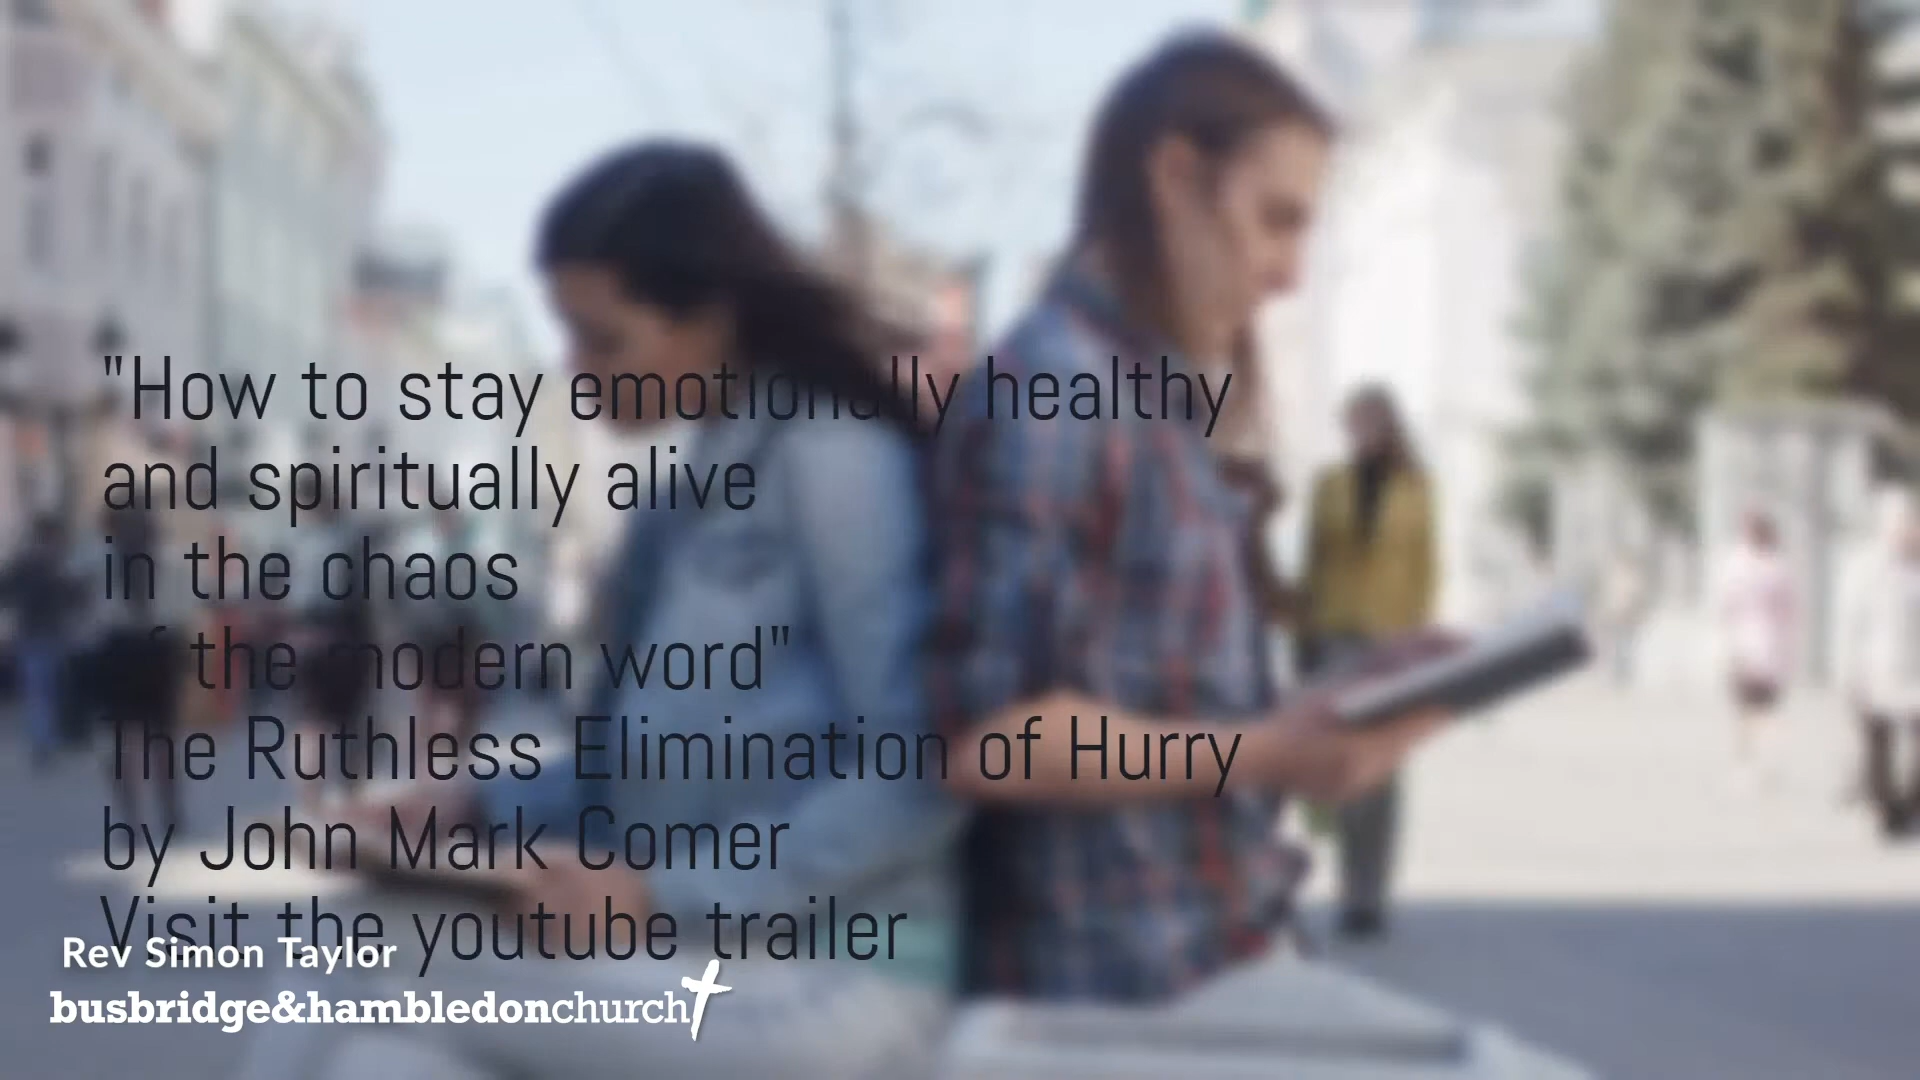 "How to stay emotionally healthy
and spiritually alive
in the chaos
of the modern word"
The Ruthless Elimination of Hurry
by John Mark Comer
Visit the youtube trailer
Rev Simon Taylor
busbridge&hambledonchurch